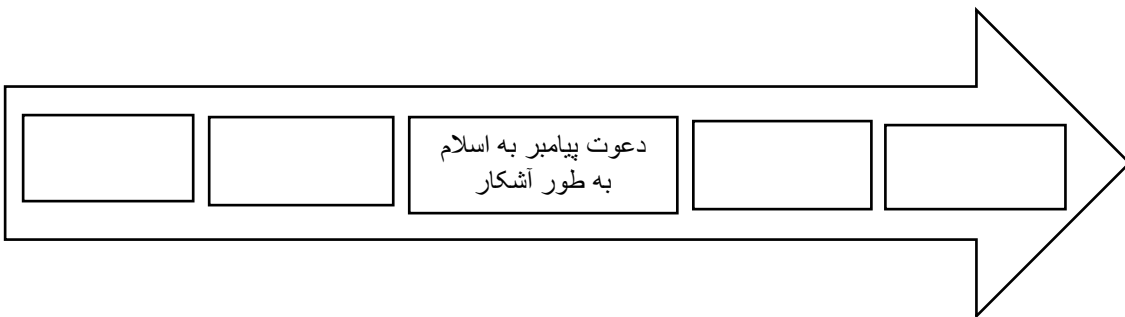 دعوت پیامبر به اسلام
به طور آشکار